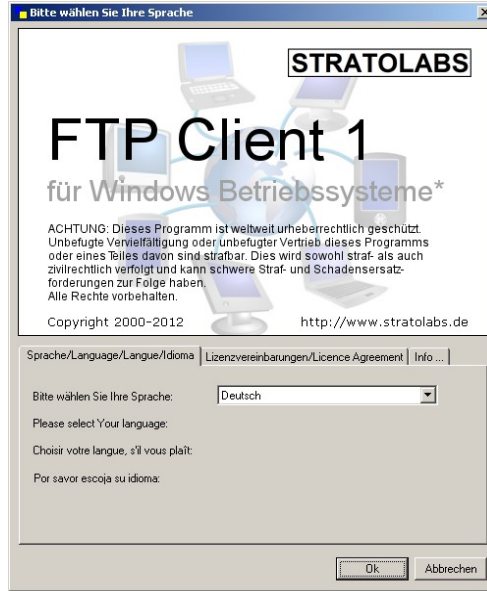 Bitte wählen Sie Ihre Sprache
STRATOLABS
FTP Client 1
für Windows Betriebssysteme*
ACHTUNG: Dieses Programm ist weltweit urheberrechtlich geschützt.
Unbefugte Vervielfältigung oder unbefugter Vertrieb dieses Programms
oder eines Teiles davon sind strafbar. Dies wird sowohl straf- als auch
zivilrechtlich verfolgt und kann schwere Straf- und Schadensersatz-
forderungen zur Folge haben.
Alle Rechte vorbehalten.
Copyright 2000-2012 http://www.stratolabs.de
Sprache/Language/Langue/Idioma Lizenzvereinbarungen/Licence Agreement Info ...
Bitte wählen Sie Ihre Sprache: Deutsch
Please select Your language:
Choisir votre langue, s'il vous plaît:
Por savor escoja su idioma:
Ok Abbrechen